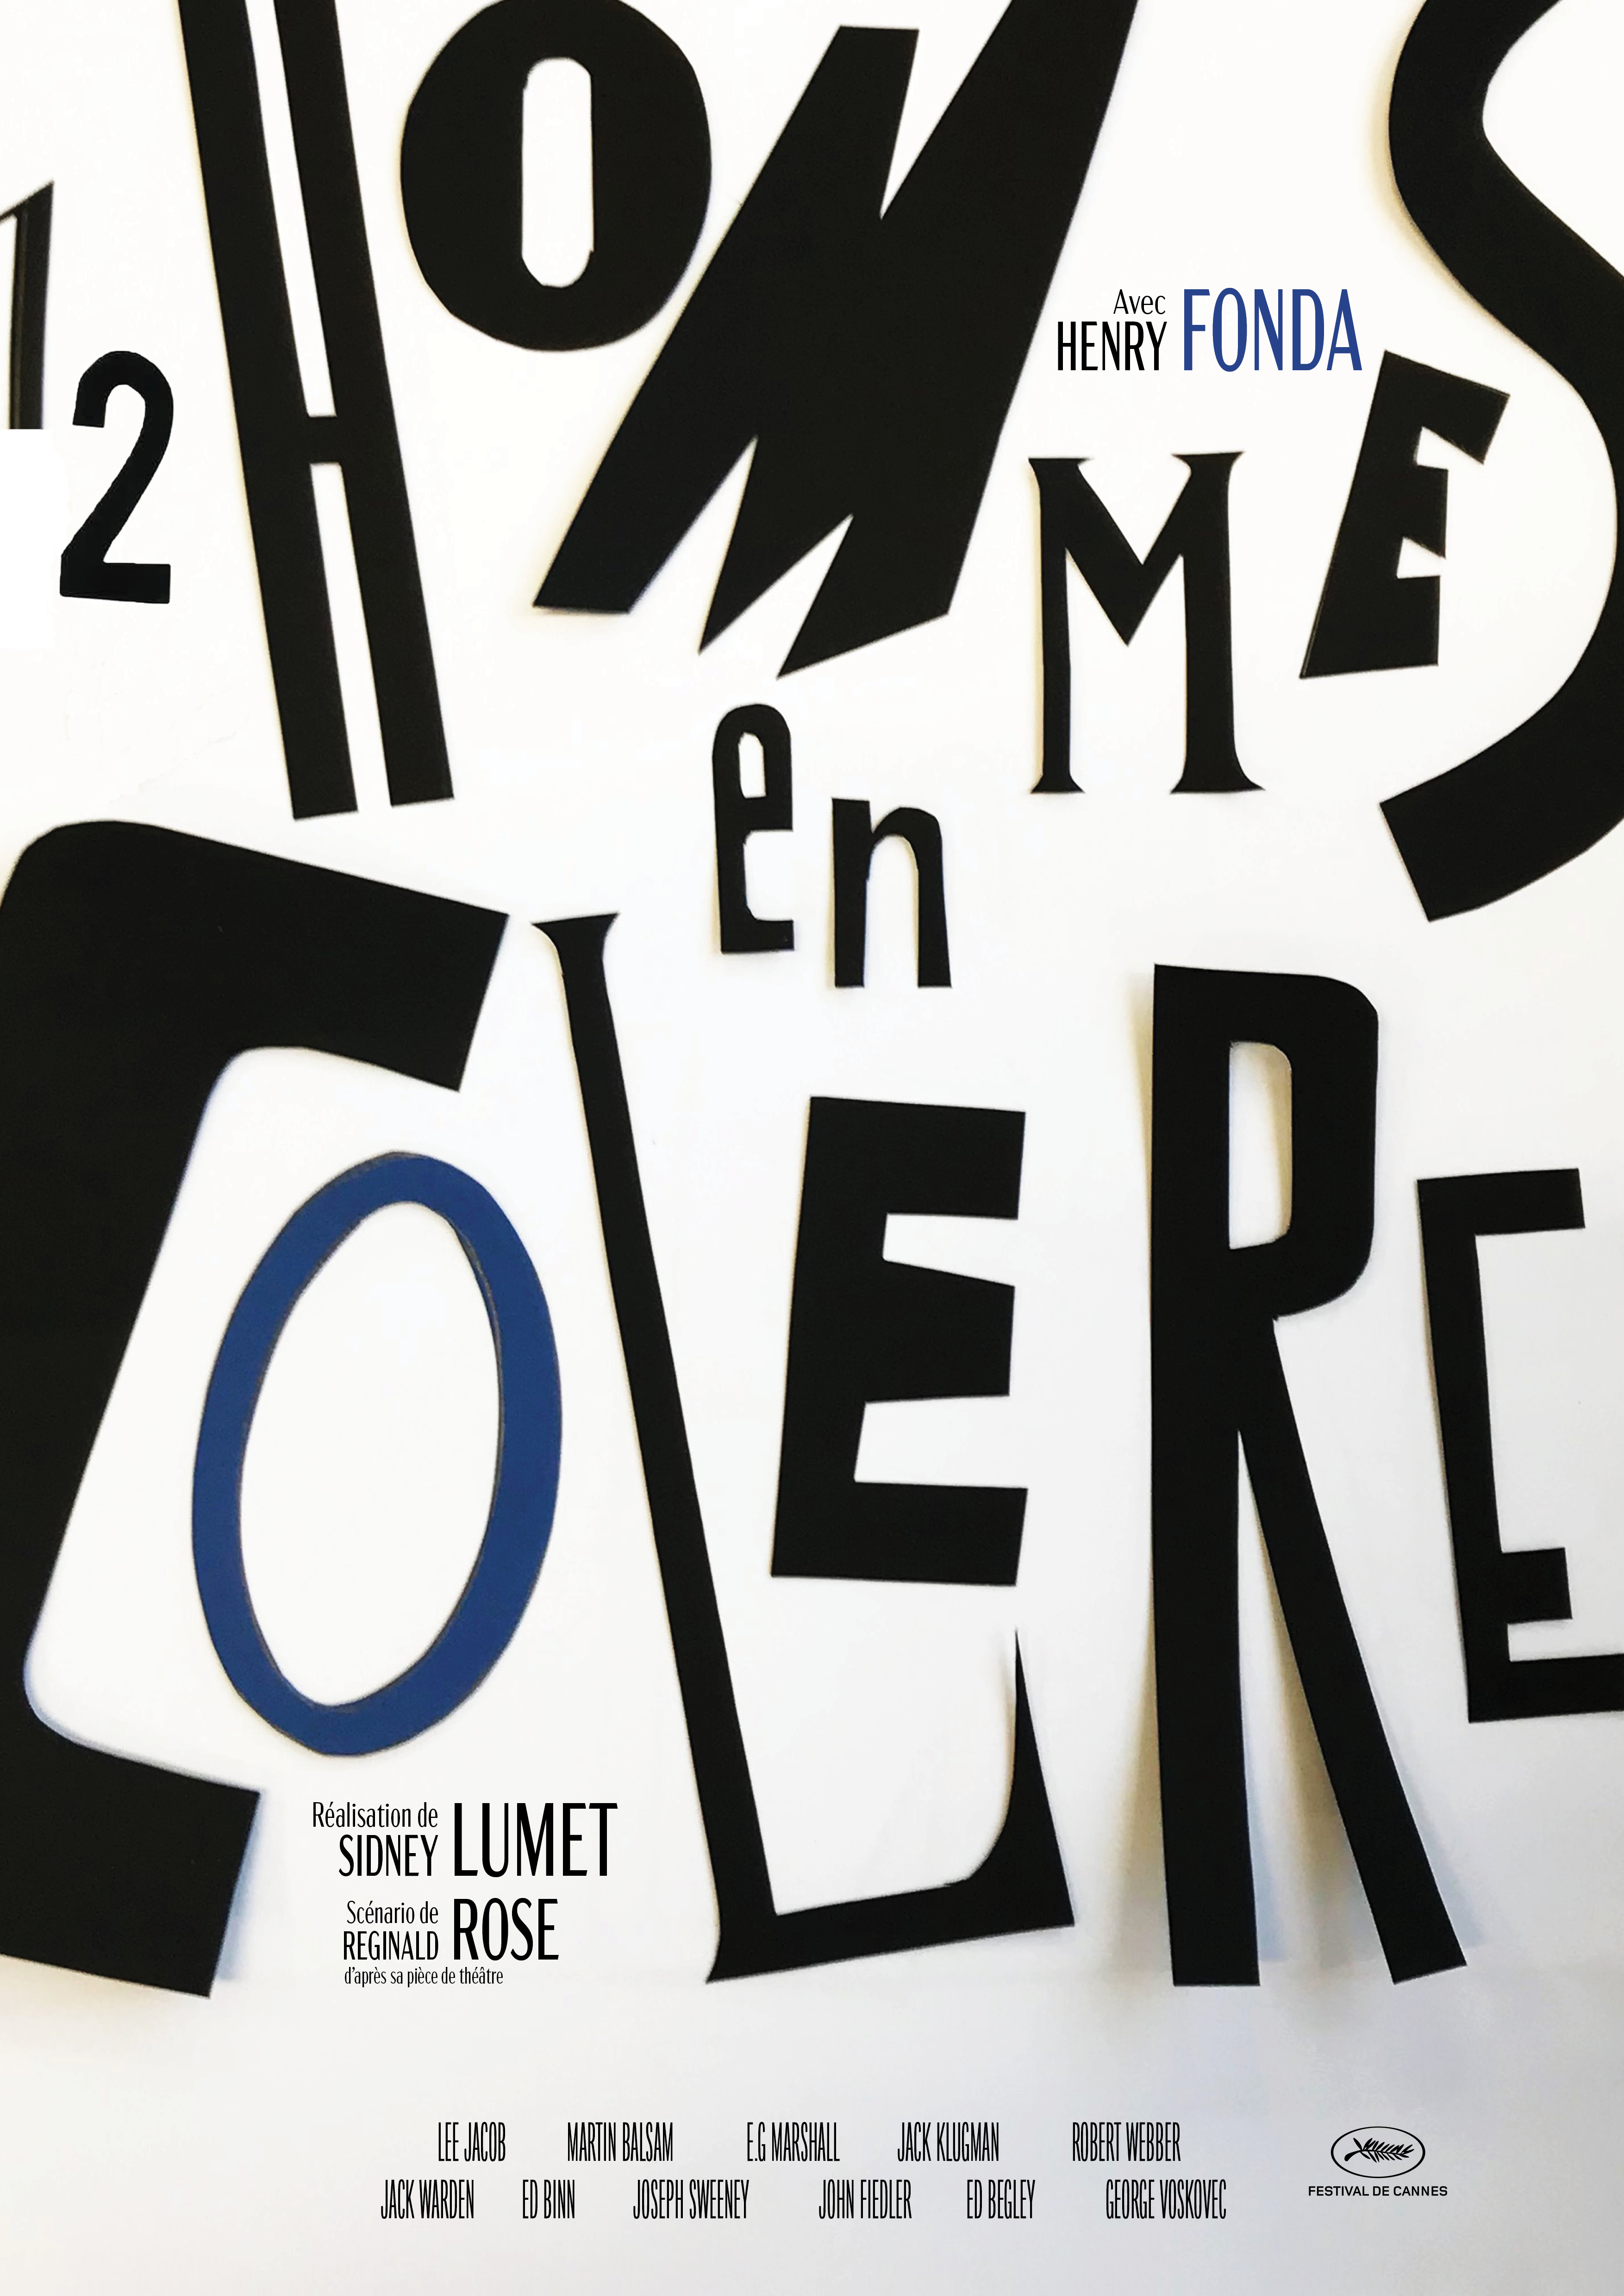 12 HOMMES
en
COLERE
Avec
HENRY FONDA
Réalisation de
SIDNEY LUMET
Scénario de
REGINALD ROSE
d'après sa pièce de théâtre
LEE JACOB MARTIN BALSAM E.G MARSHALL JACK KLUGMAN ROBERT WEBBER
JACK WARDEN ED BINN JOSEPH SWEENEY JOHN FIEDLER ED BEGLEY GEORGE VOSKOVEC
FESTIVAL DE CANNES